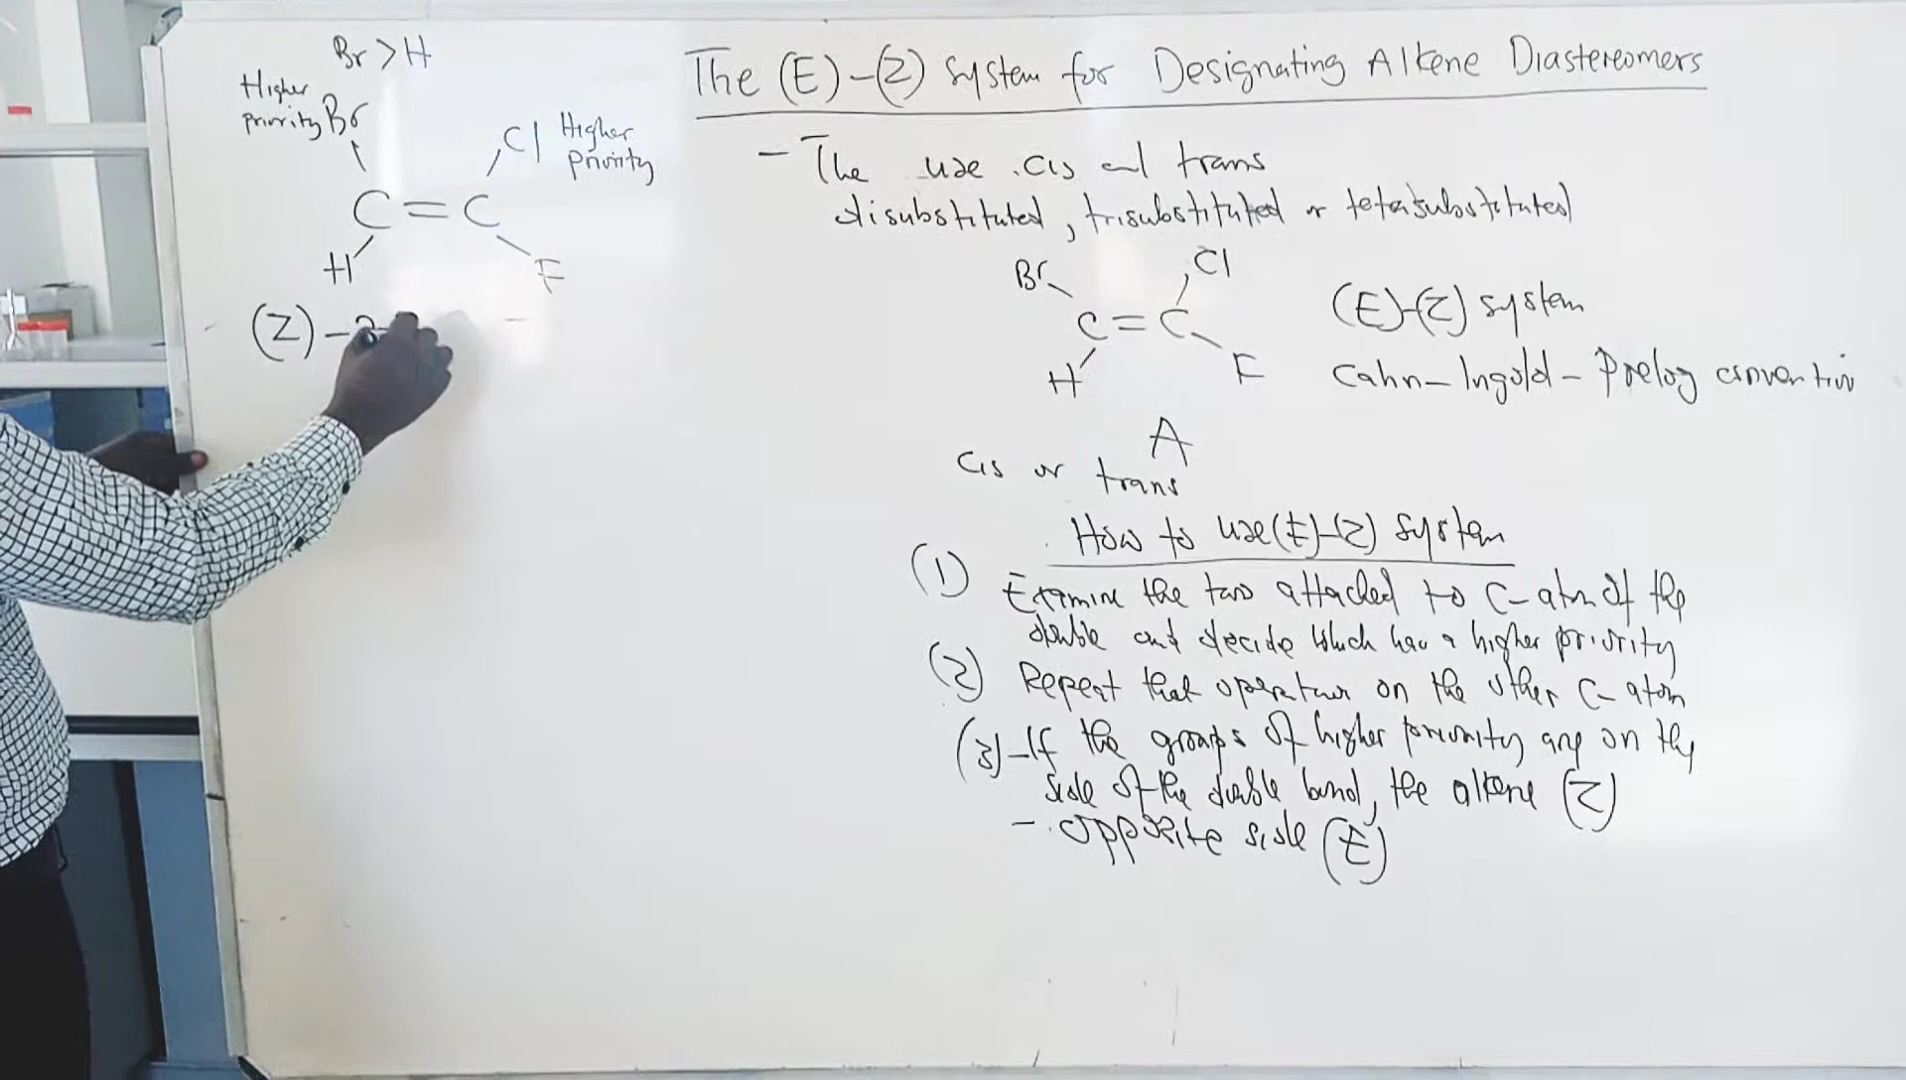 Br > H
Higher
priority Br
Cl Higher
priority
C = C
H
F
(Z) - 2
The (E)-(Z) system for Designating Alkene Diastereomers
- The use cis and trans
disubstituted, trisubstituted or tetrasubstituted
Br
Cl
C = C
H
F
(E)-(Z) system
Cahn-Ingold-Prelog convention
A
cis or trans
How to use (E)-(Z) system
(1) Examine the two attached to C-atom of the
double and decide which has a higher priority
(2) Repeat that operation on the other C-atom
(3) -If the groups of higher priority are on the
side of the double bond, the alkene (Z)
- opposite side (E)